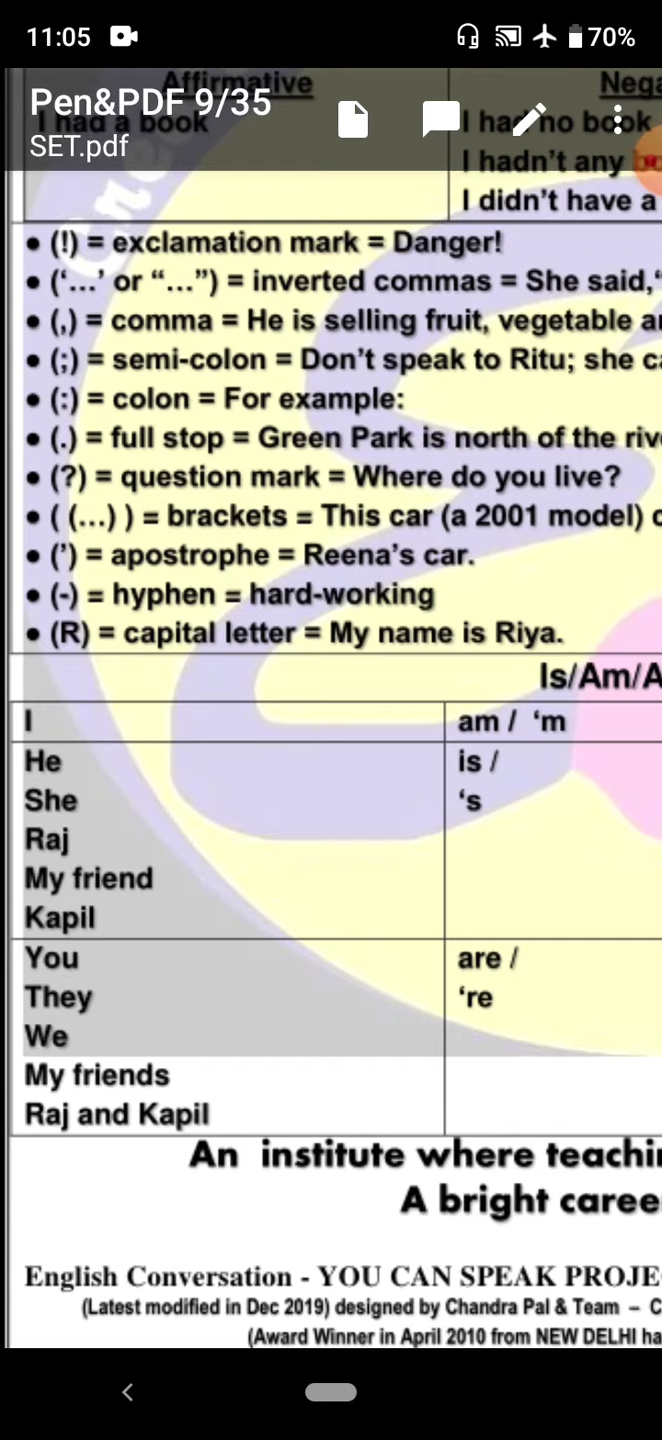 11:05
70%
Affirmative
Pen&PDF 9/35
SET.pdf
I had a book
I had no book
I hadn't any
I didn't have a
• (!) = exclamation mark = Danger!
• (‘...’ or “...”) = inverted commas = She said,“
• (,) = comma = He is selling fruit, vegetable
• (;) = semi-colon = Don't speak to Ritu; she
• (:) = colon = For example:
• (.) = full stop = Green Park is north of the
• (?) = question mark = Where do you live?
• ( (...) ) = brackets = This car (a 2001 model)
• (’) = apostrophe = Reena’s car.
• (-) = hyphen = hard-working
• (R) = capital letter = My name is Riya.
Is/Am/A
I am / ‘m
He is /
She ‘s
Raj
My friend
Kapil
You are /
They ‘re
We
My friends
Raj and Kapil
An institute where
A bright
English Conversation - YOU CAN SPEAK
(Latest modified in Dec 2019) designed by Chandra Pal & Team – C
(Award Winner in April 2010 from NEW DELHI